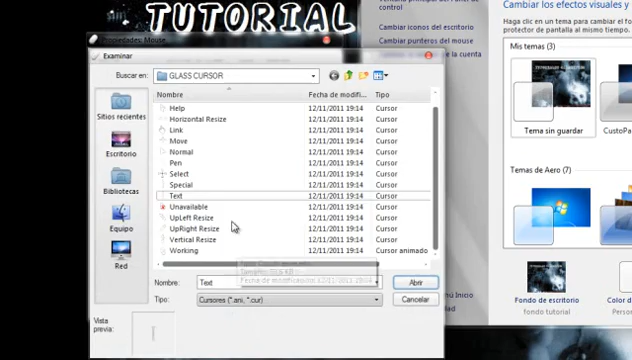 TUTORIAL
control
Cambiar iconos del escritorio
Cambiar punteros del mouse
la cuenta
Cambiar los efectos visuales y
Haga clic en un tema para cambiar el fo
protector de pantalla al mismo tiempo.
Mis temas (3)
Tema sin guardar
CustoPa
Temas de Aero (7)
Fondo de escritorio
fondo tutorial
Color d
Person
Propiedades: Mouse
Examinar
Buscar en:
GLASS CURSOR
Nombre
Fecha de modifi...
Tipo
Help 12/11/2011 19:14 Cursor
Horizontal Resize 12/11/2011 19:14 Cursor
Link 12/11/2011 19:14 Cursor
Move 12/11/2011 19:14 Cursor
Normal 12/11/2011 19:14 Cursor
Pen 12/11/2011 19:14 Cursor
Select 12/11/2011 19:14 Cursor
Special 12/11/2011 19:14 Cursor
Text 12/11/2011 19:14 Cursor
Unavailable 12/11/2011 19:14 Cursor
UpLeft Resize 12/11/2011 19:14 Cursor
UpRight Resize 12/11/2011 19:14 Cursor
Vertical Resize 12/11/2011 19:14 Cursor
Working 12/11/2011 19:14 Cursor animado
Sitios recientes
Escritorio
Bibliotecas
Equipo
Red
Nombre:
Text
Abrir
Tipo:
Cursores (*.ani, *.cur)
Cancelar
Vista
previa:
Inicio